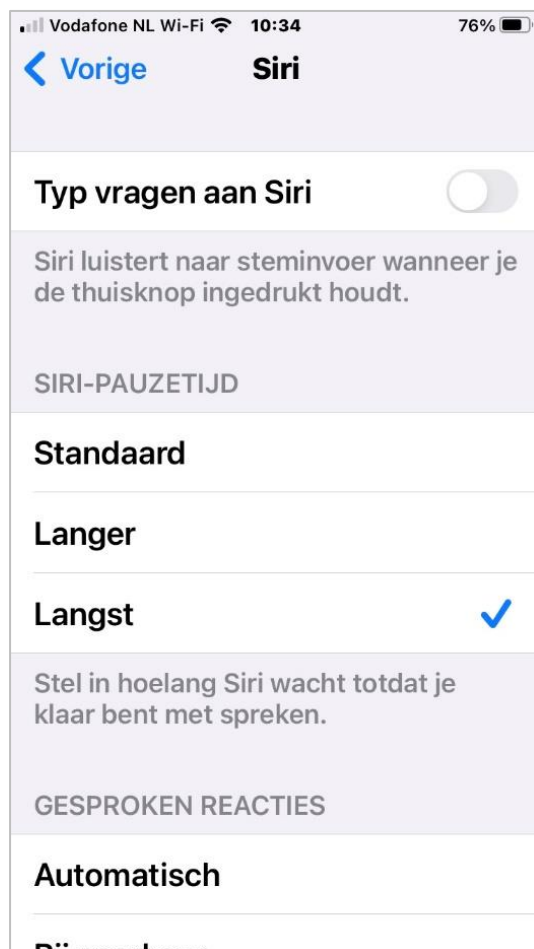 Vodafone NL Wi-Fi 10:34 76%
Vorige Siri
Typ vragen aan Siri
Siri luistert naar steminvoer wanneer je
de thuisknop ingedrukt houdt.
SIRI-PAUZETIJD
Standaard
Langer
Langst
Stel in hoelang Siri wacht totdat je
klaar bent met spreken.
GESPROKEN REACTIES
Automatisch